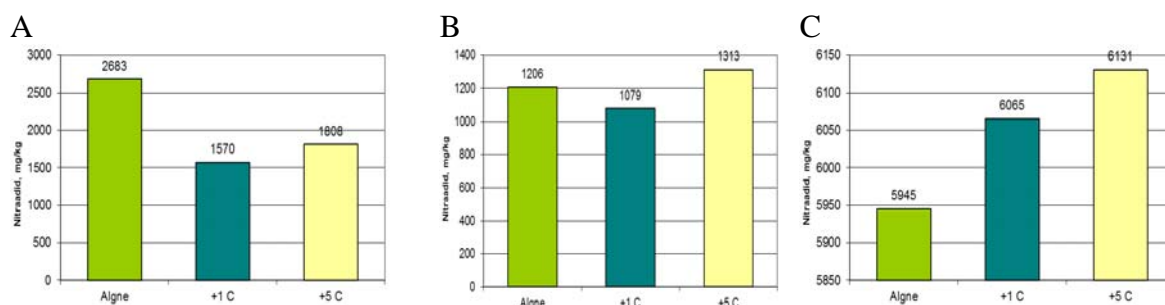 A
Nitraadid, mg/kg
3000
2500
2000
1500
1000
500
0
2683
1570
1808
Algne
+1 C
+5 C
B
Nitraadid, mg/kg
1400
1200
1000
800
600
400
200
0
1206
1079
1313
Algne
+1 C
+5 C
C
Nitraadid, mg/kg
6150
6100
6050
6000
5950
5900
5850
5945
6065
6131
Algne
+1 C
+5 C